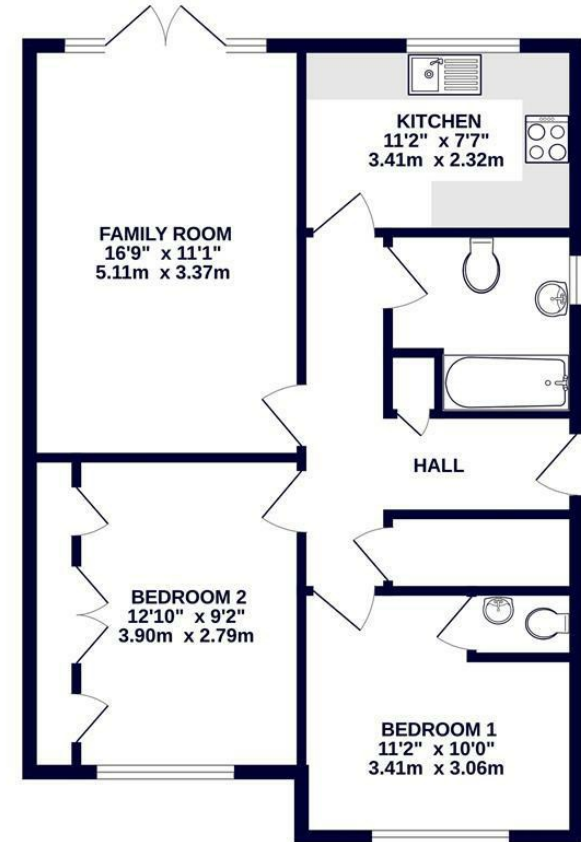 KITCHEN
11'2" x 7'7"
3.41m x 2.32m
FAMILY ROOM
16'9" x 11'1"
5.11m x 3.37m
HALL
BEDROOM 2
12'10" x 9'2"
3.90m x 2.79m
BEDROOM 1
11'2" x 10'0"
3.41m x 3.06m